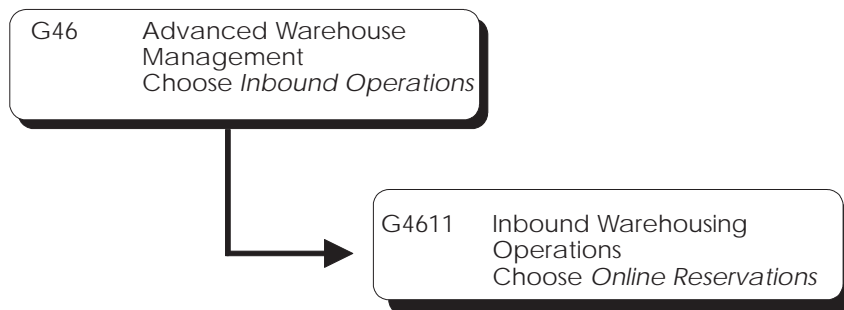 G46 Advanced Warehouse
Management
Choose Inbound Operations
G4611 Inbound Warehousing
Operations
Choose Online Reservations